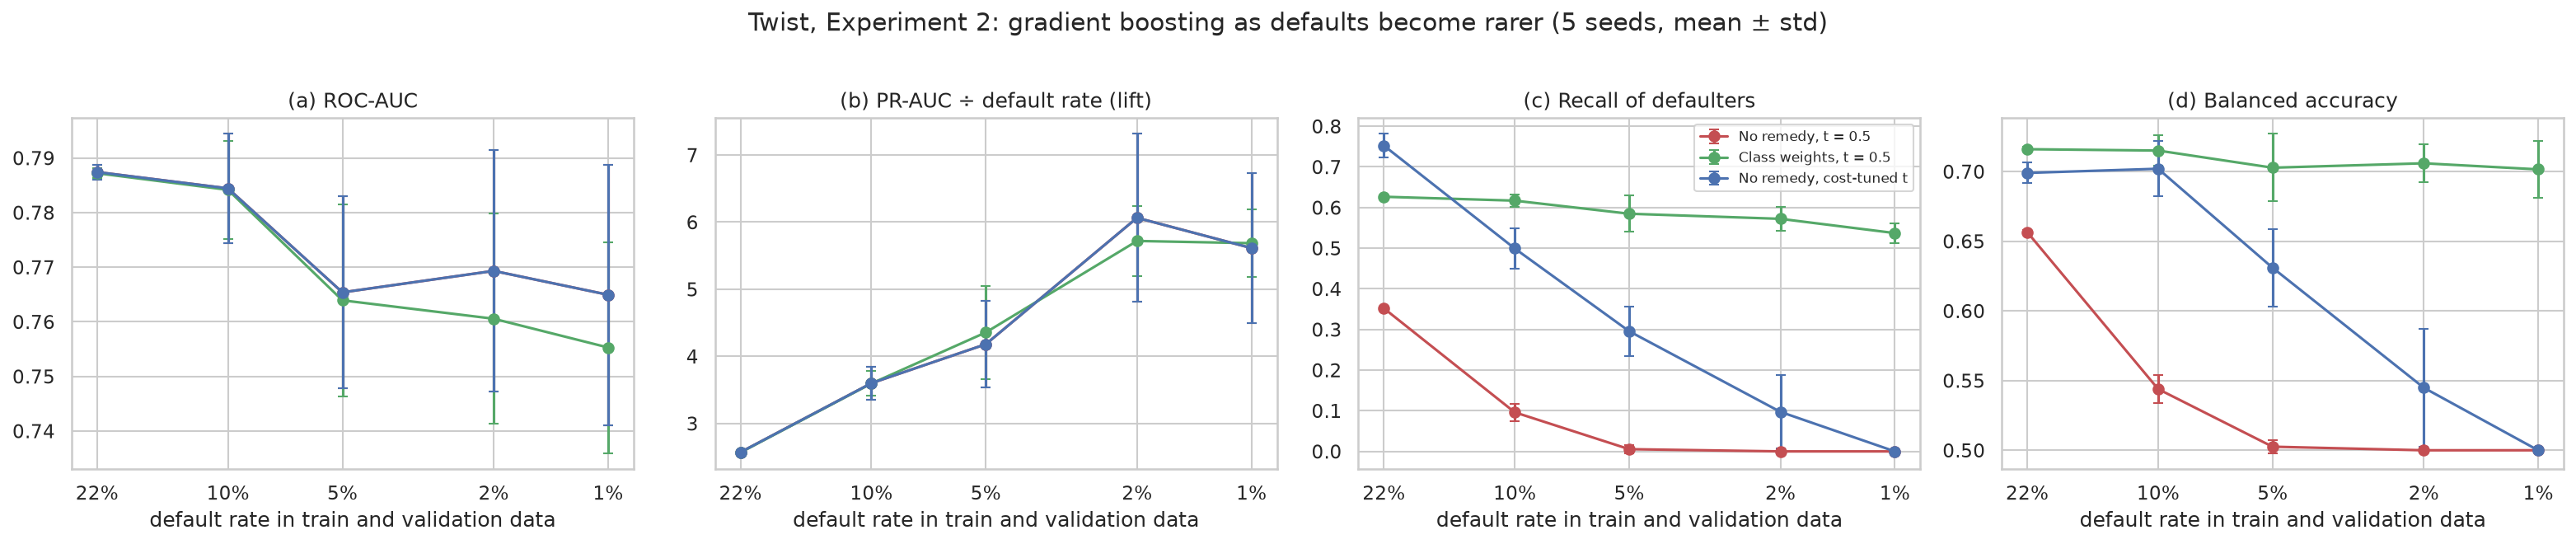 Twist, Experiment 2: gradient boosting as defaults become rarer (5 seeds, mean ± std)
(a) ROC-AUC
0.79
0.78
0.77
0.76
0.75
0.74
22% 10% 5% 2% 1%
default rate in train and validation data
(b) PR-AUC ÷ default rate (lift)
7
6
5
4
3
22% 10% 5% 2% 1%
default rate in train and validation data
(c) Recall of defaulters
0.8
0.7
0.6
0.5
0.4
0.3
0.2
0.1
0.0
No remedy, t = 0.5
Class weights, t = 0.5
No remedy, cost-tuned t
22% 10% 5% 2% 1%
default rate in train and validation data
(d) Balanced accuracy
0.70
0.65
0.60
0.55
0.50
22% 10% 5% 2% 1%
default rate in train and validation data